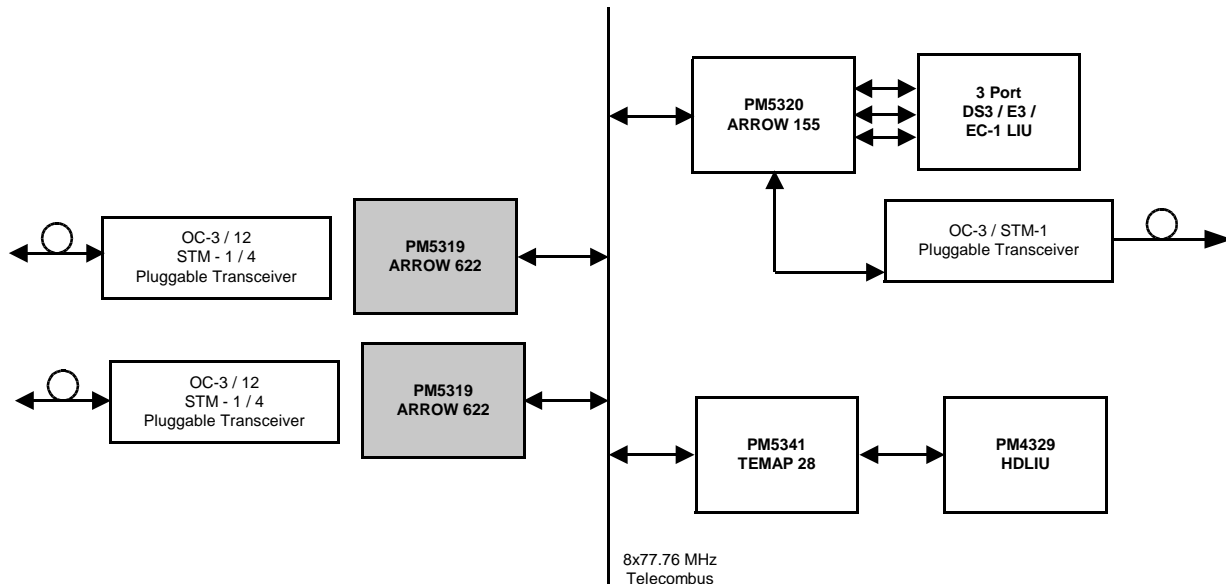 PM5320
ARROW 155
3 Port
DS3 / E3 /
EC-1 LIU
OC-3 / 12
STM - 1 / 4
Pluggable Transceiver
PM5319
ARROW 622
OC-3 / STM-1
Pluggable Transceiver
OC-3 / 12
STM - 1 / 4
Pluggable Transceiver
PM5319
ARROW 622
PM5341
TEMAP 28
PM4329
HDLIU
8x77.76 MHz
Telecombus